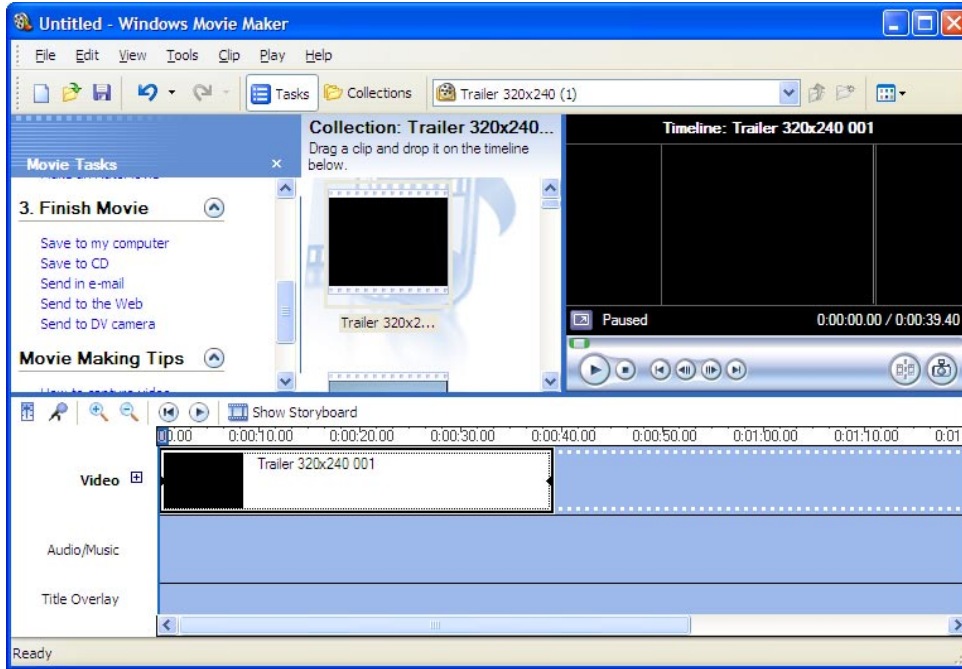 Untitled - Windows Movie Maker
File Edit View Tools Clip Play Help
Tasks Collections Trailer 320x240 (1)
Movie Tasks ×
3. Finish Movie
Save to my computer
Save to CD
Send in e-mail
Send to the Web
Send to DV camera
Movie Making Tips
Collection: Trailer 320x240...
Drag a clip and drop it on the timeline
below.
Trailer 320x2...
Timeline: Trailer 320x240 001
Paused 0:00:00.00 / 0:00:39.40
Show Storyboard
0:00:10.00 0:00:20.00 0:00:30.00 0:00:40.00 0:00:50.00 0:01:00.00 0:01:10.00 0:01
Video
Trailer 320x240 001
Audio/Music
Title Overlay
Ready